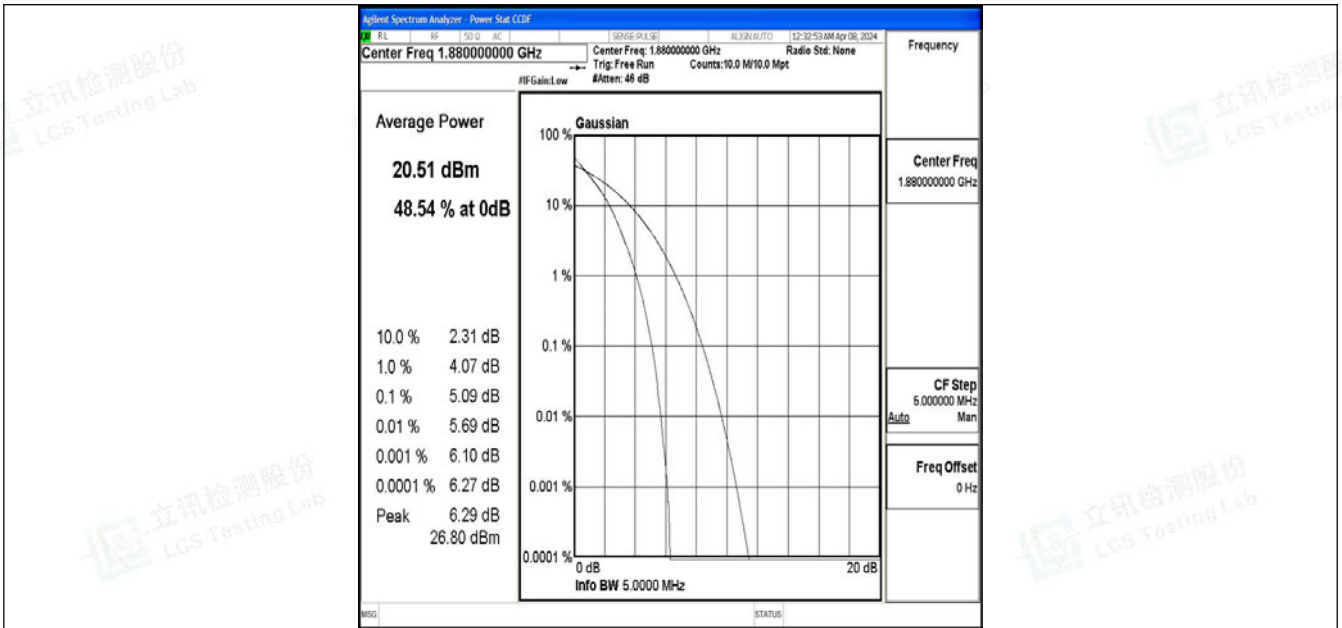 Agilent Spectrum Analyzer - Power Stat CCDF
RL RF 50 Ω AC SENSE:PULSE ALIGNAUTO 12:32:53 AM Apr 08, 2024
Center Freq 1.880000000 GHz
Center Freq: 1.880000000 GHz Radio Std: None
Trig: Free Run Counts:10.0 M/10.0 Mpt
#IFGain:Low #Atten: 46 dB
Frequency
Average Power
20.51 dBm
48.54 % at 0dB
10.0 % 2.31 dB
1.0 % 4.07 dB
0.1 % 5.09 dB
0.01 % 5.69 dB
0.001 % 6.10 dB
0.0001 % 6.27 dB
Peak 6.29 dB
26.80 dBm
Gaussian
100 %
10 %
1 %
0.1 %
0.01 %
0.001 %
0.0001 %
0 dB 20 dB
Info BW 5.0000 MHz
Center Freq
1.880000000 GHz
CF Step
5.000000 MHz
Auto Man
Freq Offset
0 Hz
MSG STATUS
立讯检测股份
LCS Testing Lab
立讯检测
LCS Testing
立讯检测股份
LCS Testing Lab
立讯检测股份
LCS Testing Lab